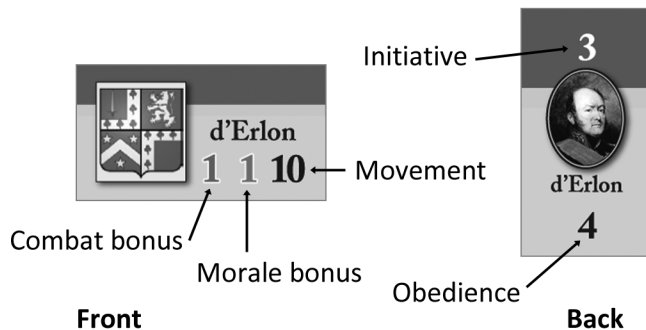 Initiative
3
d'Erlon
1 1 10
Movement
d'Erlon
Combat bonus
4
Morale bonus
Obedience
Front
Back